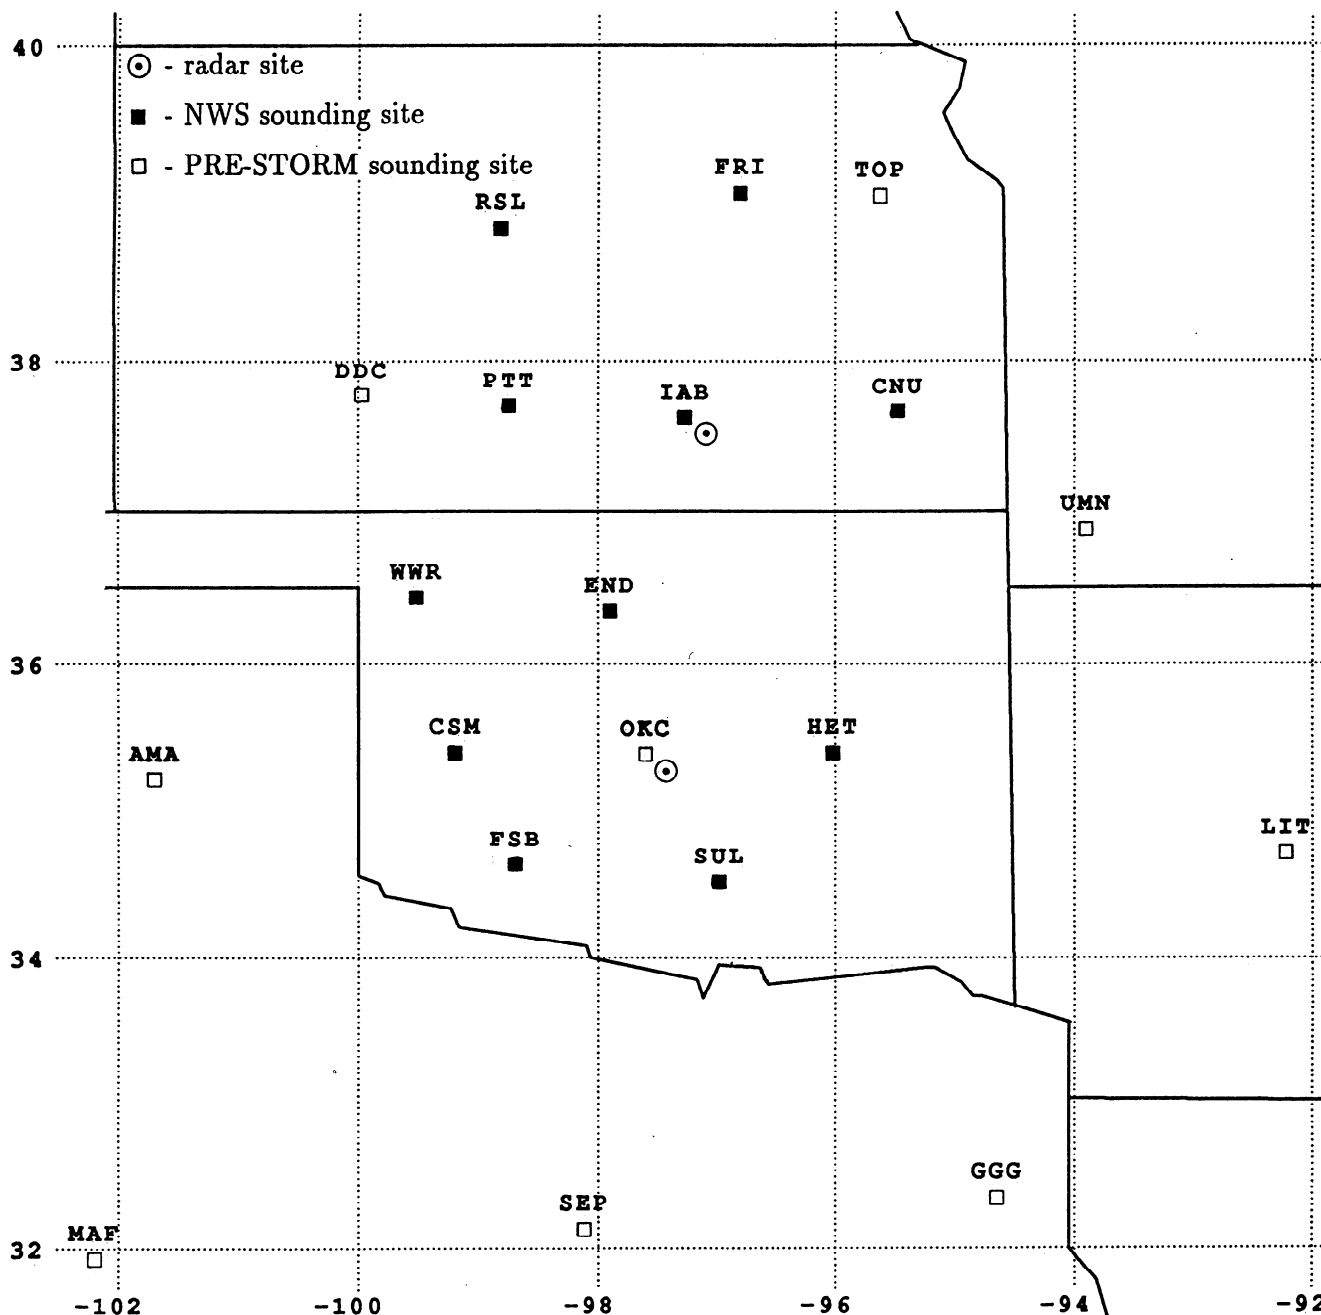 40
- radar site
- NWS sounding site
- PRE-STORM sounding site
FRI
TOP
RSL
38
DDC
PTT
IAB
CNU
UMN
WWR
END
36
CSM
OKC
HET
AMA
FSB
SUL
LIT
34
GGG
SEP
MAF
32
-102 -100 -98 -96 -94 -92